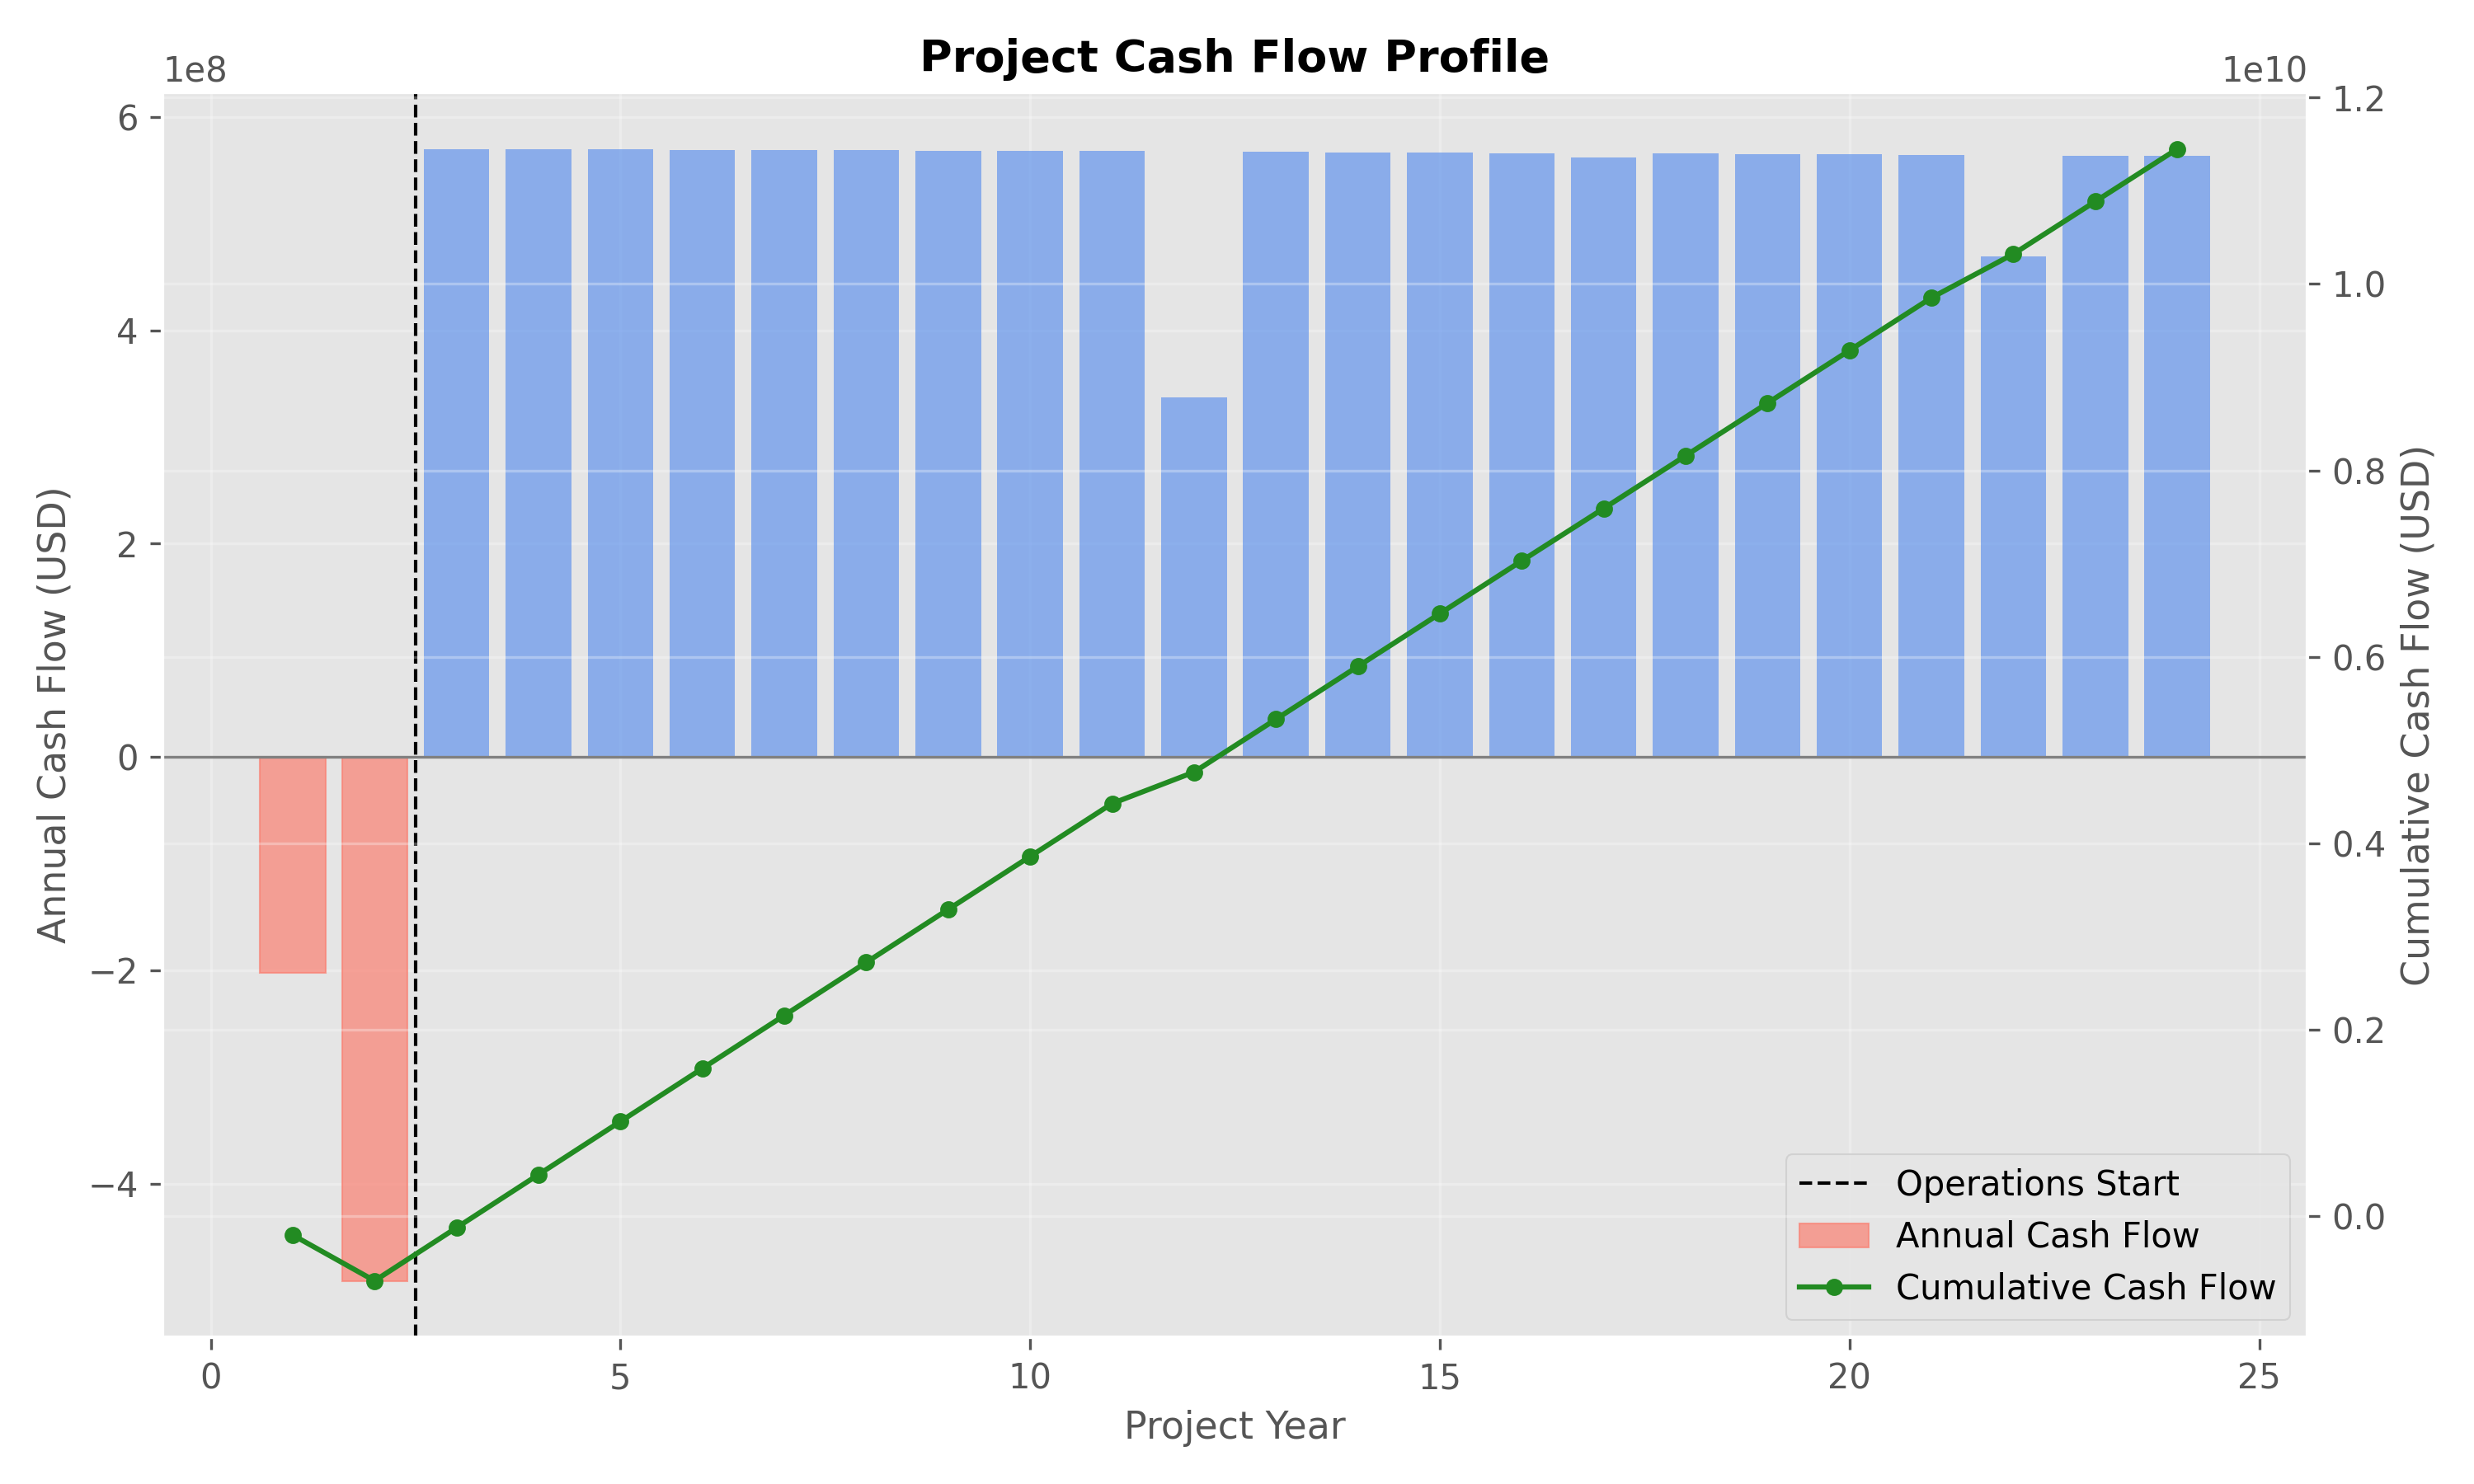 Project Cash Flow Profile
1e8
1e10
6
4
2
0
−2
−4
Annual Cash Flow (USD)
1.2
1.0
0.8
0.6
0.4
0.2
0.0
Cumulative Cash Flow (USD)
Operations Start
Annual Cash Flow
Cumulative Cash Flow
0 5 10 15 20 25
Project Year